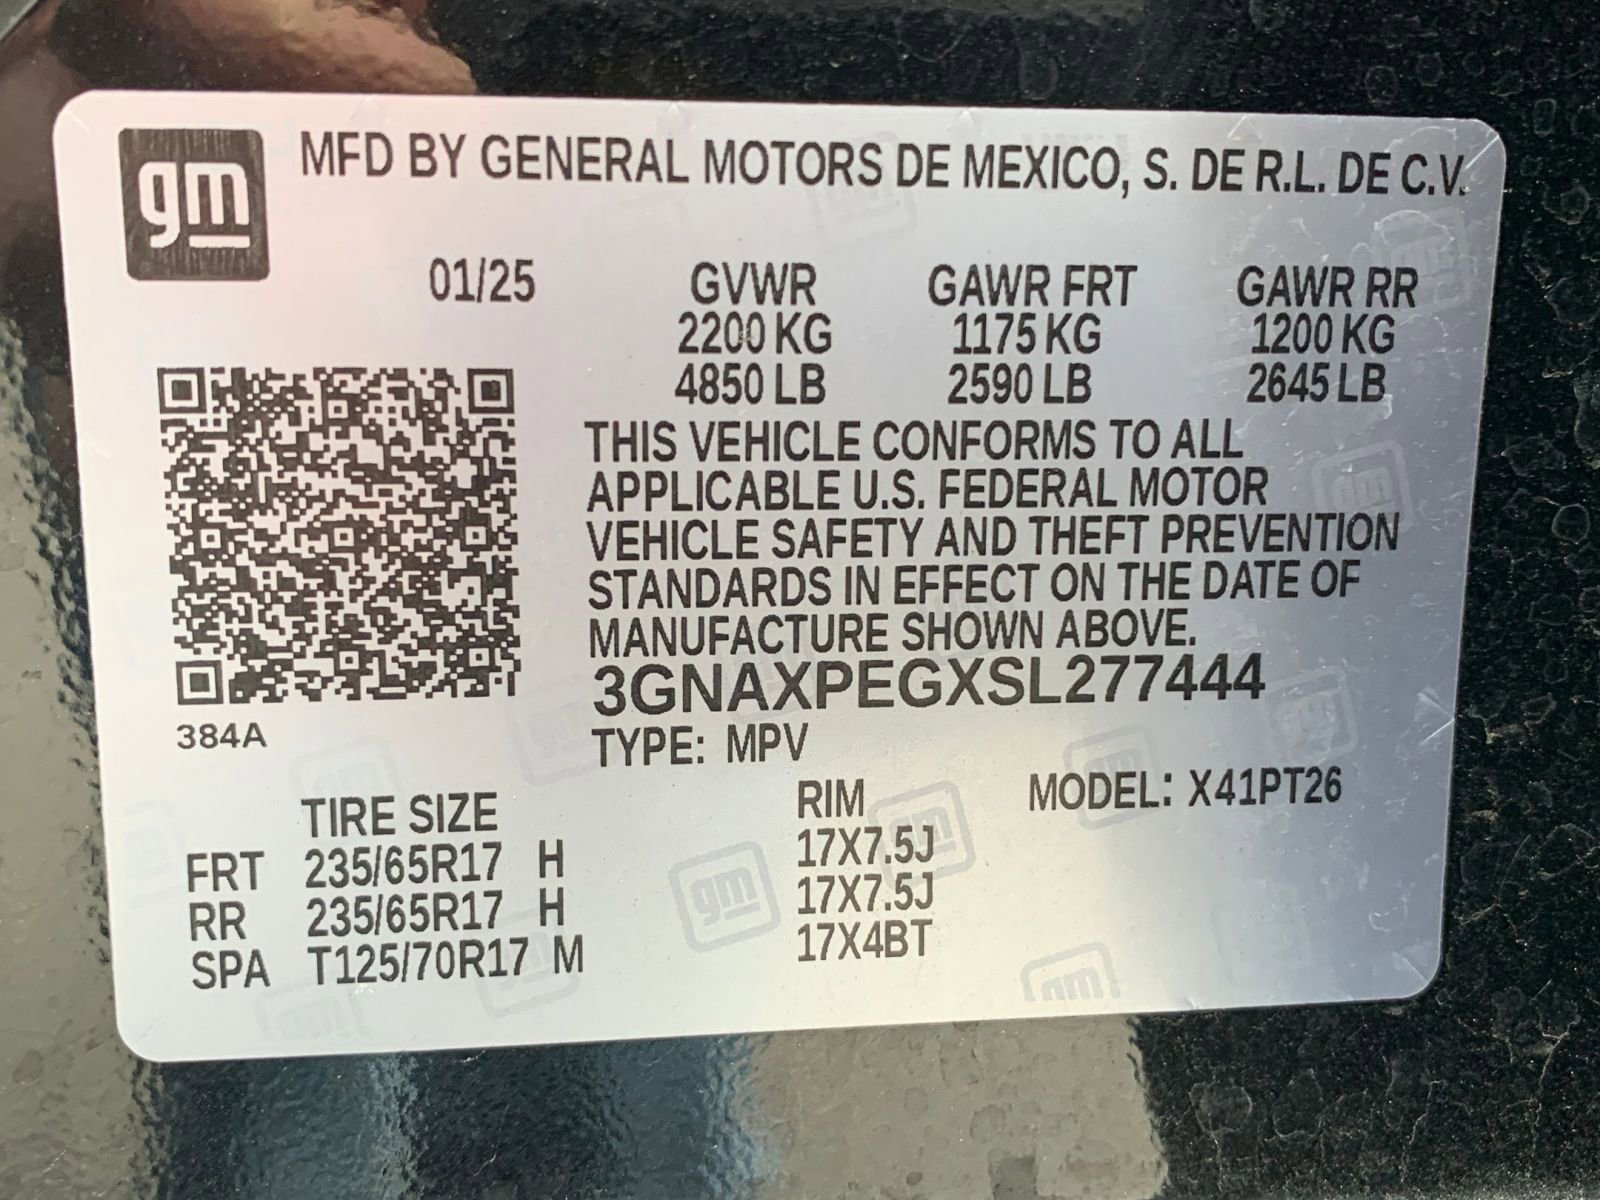 gm
MFD BY GENERAL MOTORS DE MEXICO, S. DE R.L. DE C.V.
01/25
GVWR GAWR FRT GAWR RR
2200 KG 1175 KG 1200 KG
4850 LB 2590 LB 2645 LB
THIS VEHICLE CONFORMS TO ALL
APPLICABLE U.S. FEDERAL MOTOR
VEHICLE SAFETY AND THEFT PREVENTION
STANDARDS IN EFFECT ON THE DATE OF
MANUFACTURE SHOWN ABOVE.
3GNAXPEGXSL277444
384A
TYPE: MPV
TIRE SIZE RIM MODEL: X41PT26
FRT 235/65R17 H 17X7.5J
RR 235/65R17 H 17X7.5J
SPA T125/70R17 M 17X4BT